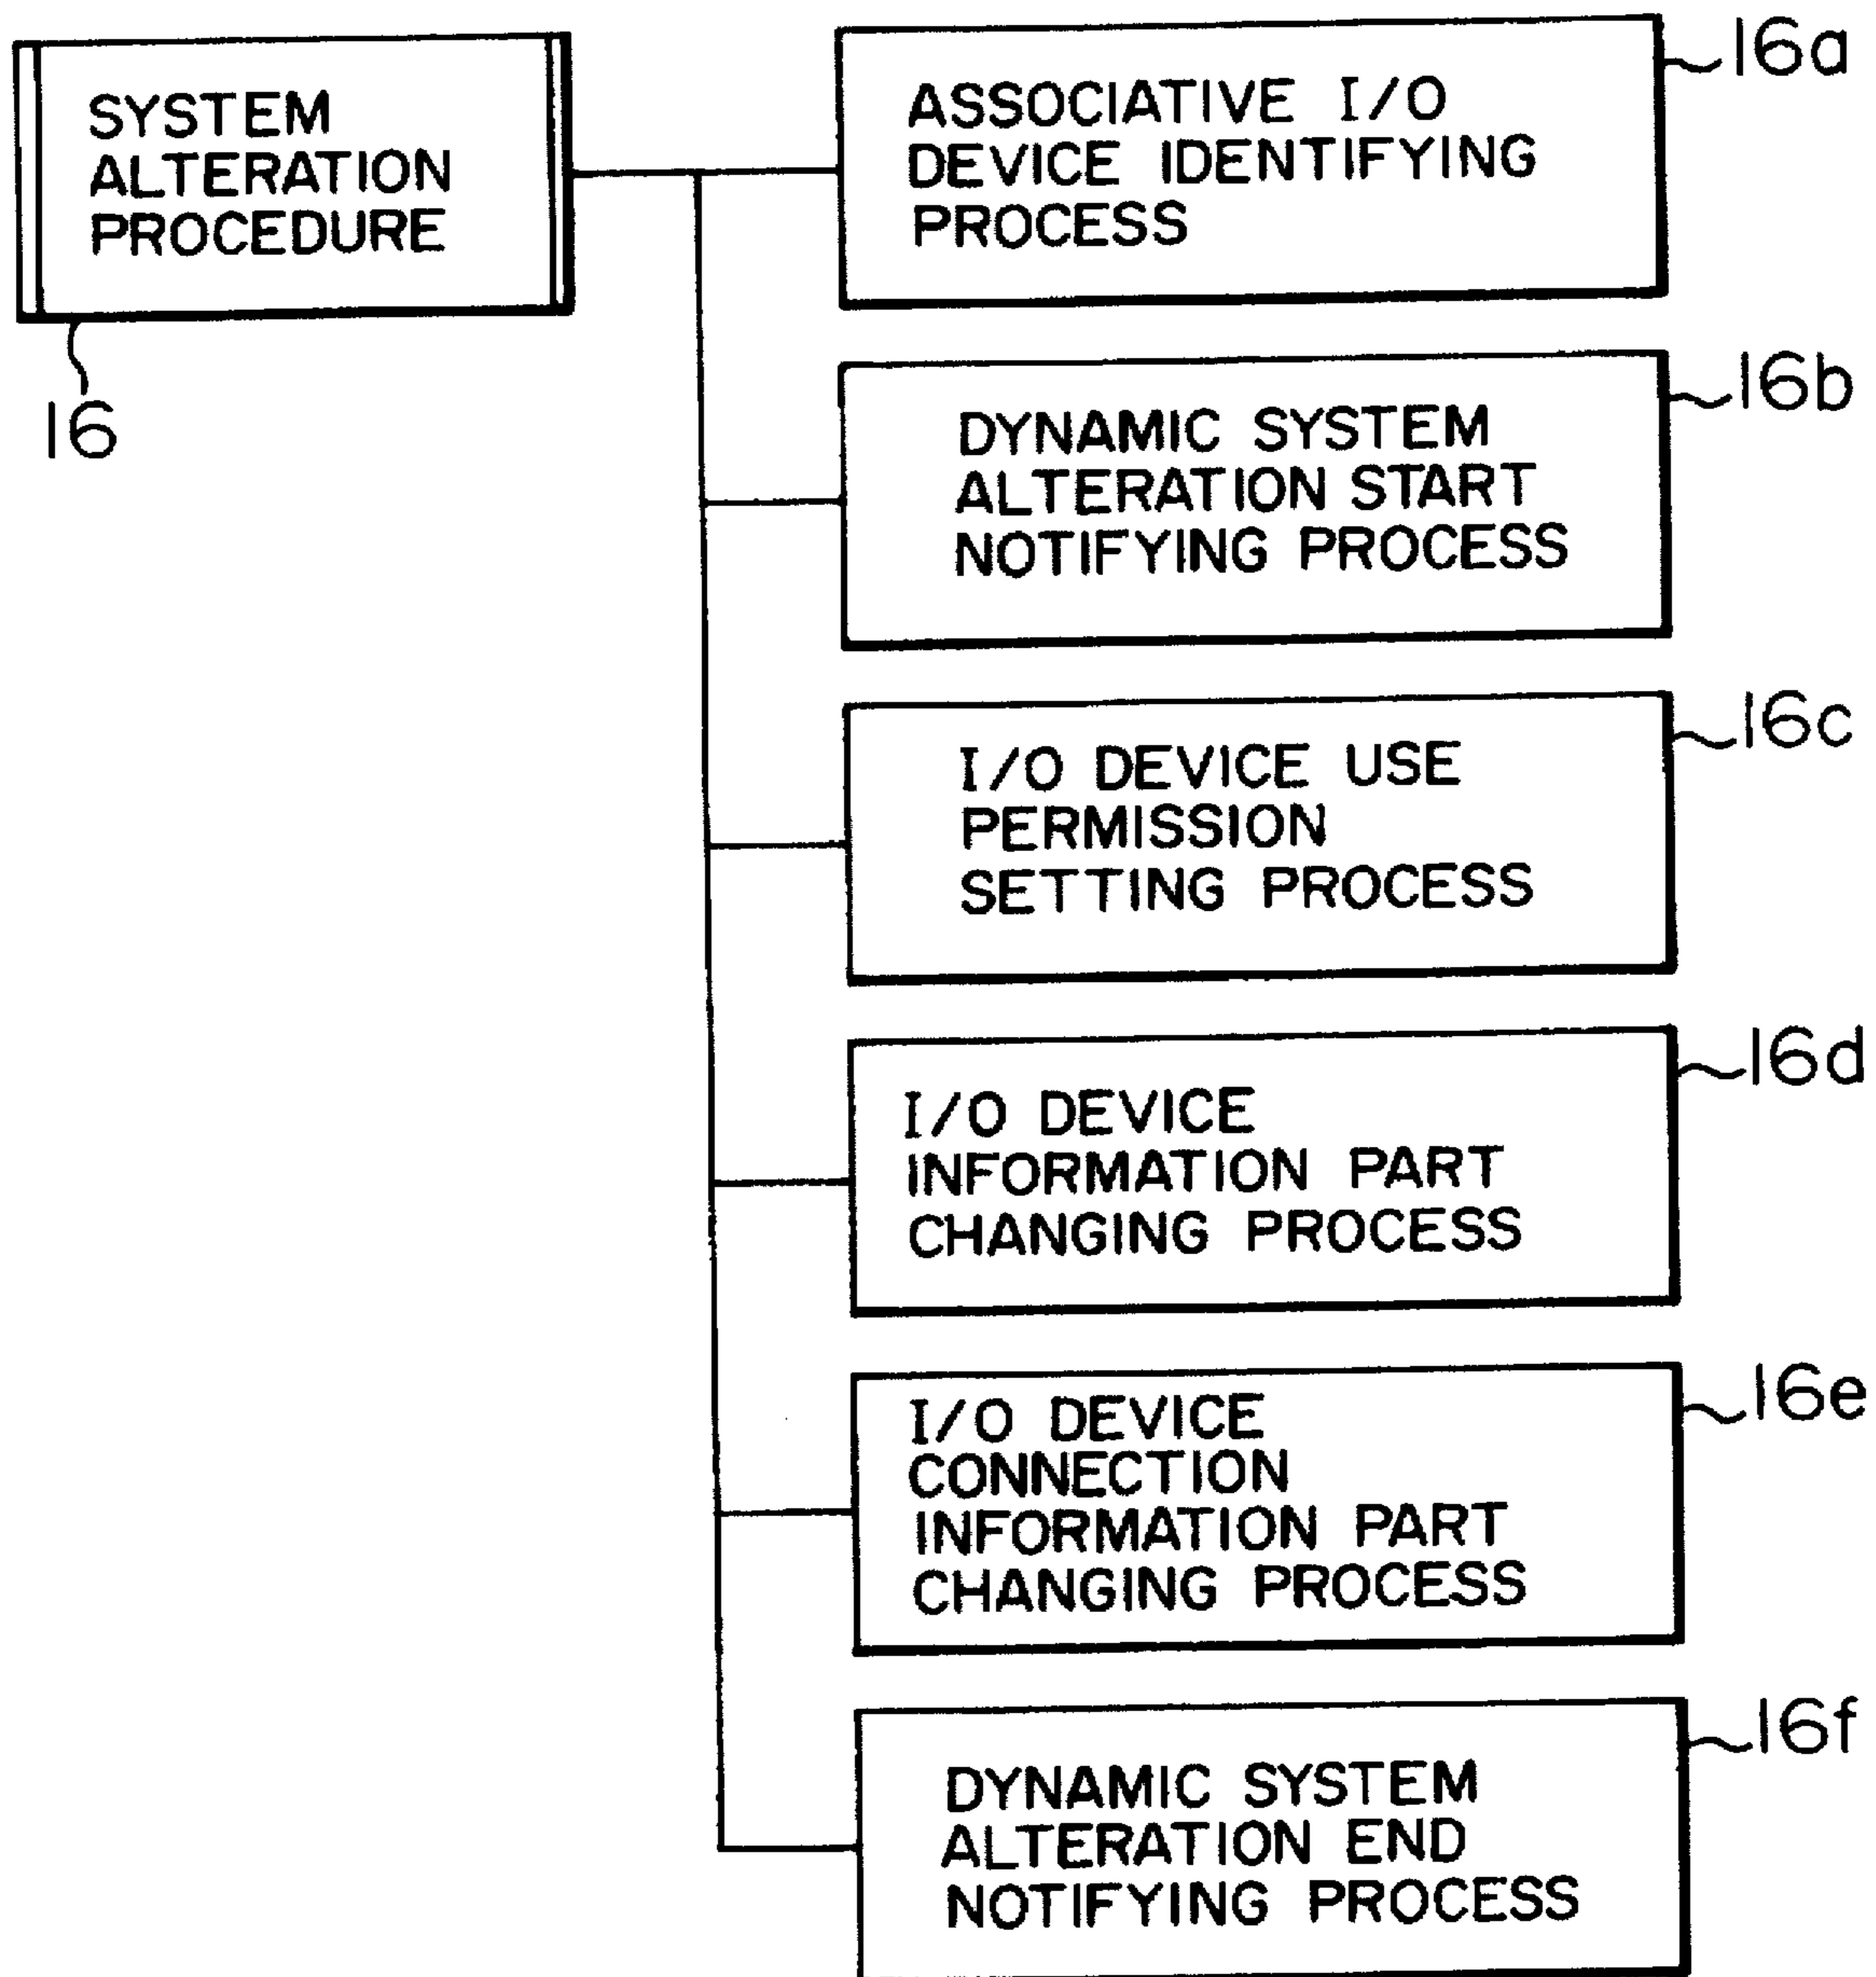 SYSTEM
ALTERATION
PROCEDURE
16
ASSOCIATIVE I/O
DEVICE IDENTIFYING
PROCESS
16a
DYNAMIC SYSTEM
ALTERATION START
NOTIFYING PROCESS
16b
I/O DEVICE USE
PERMISSION
SETTING PROCESS
16c
I/O DEVICE
INFORMATION PART
CHANGING PROCESS
16d
I/O DEVICE
CONNECTION
INFORMATION PART
CHANGING PROCESS
16e
DYNAMIC SYSTEM
ALTERATION END
NOTIFYING PROCESS
16f